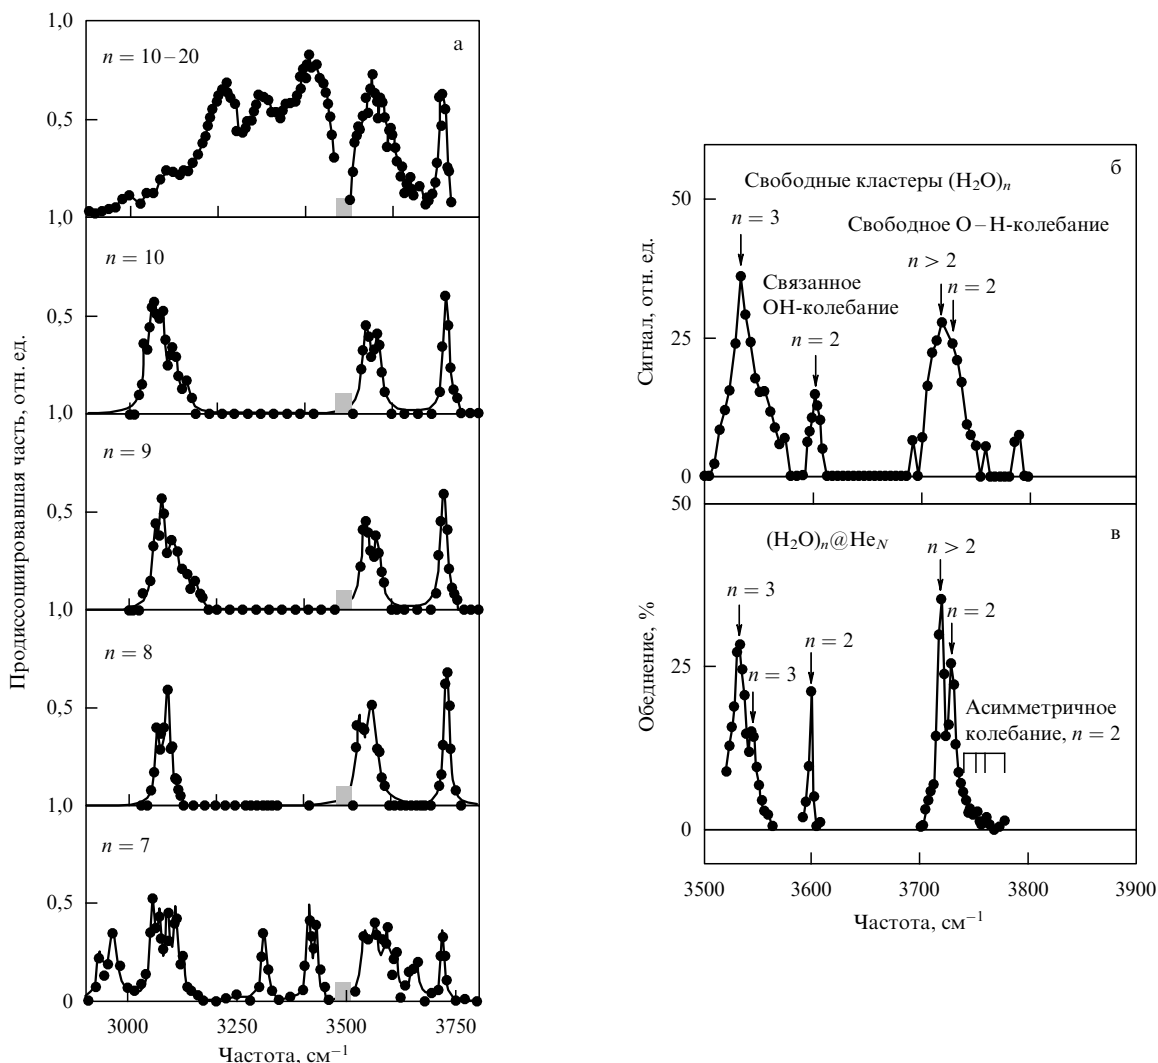 Продиссоциировавшая часть, отн. ед.
1,0
а
n = 10–20
0,5
1,0
n = 10
0,5
1,0
n = 9
0,5
1,0
n = 8
0,5
1,0
n = 7
0,5
0
3000
3250
3500
3750
Частота, см⁻¹
б
50
Свободные кластеры (H₂O)ₙ
n = 3
Свободное O–H-колебание
n > 2
n = 2
Связанное
OH-колебание
n = 2
25
Сигнал, отн. ед.
0
50
в
(H₂O)ₙ@He_N
n > 2
n = 3
n = 2
n = 2
n = 3
25
Обеднение, %
Асимметричное
колебание, n = 2
0
3500
3600
3700
3800
3900
Частота, см⁻¹